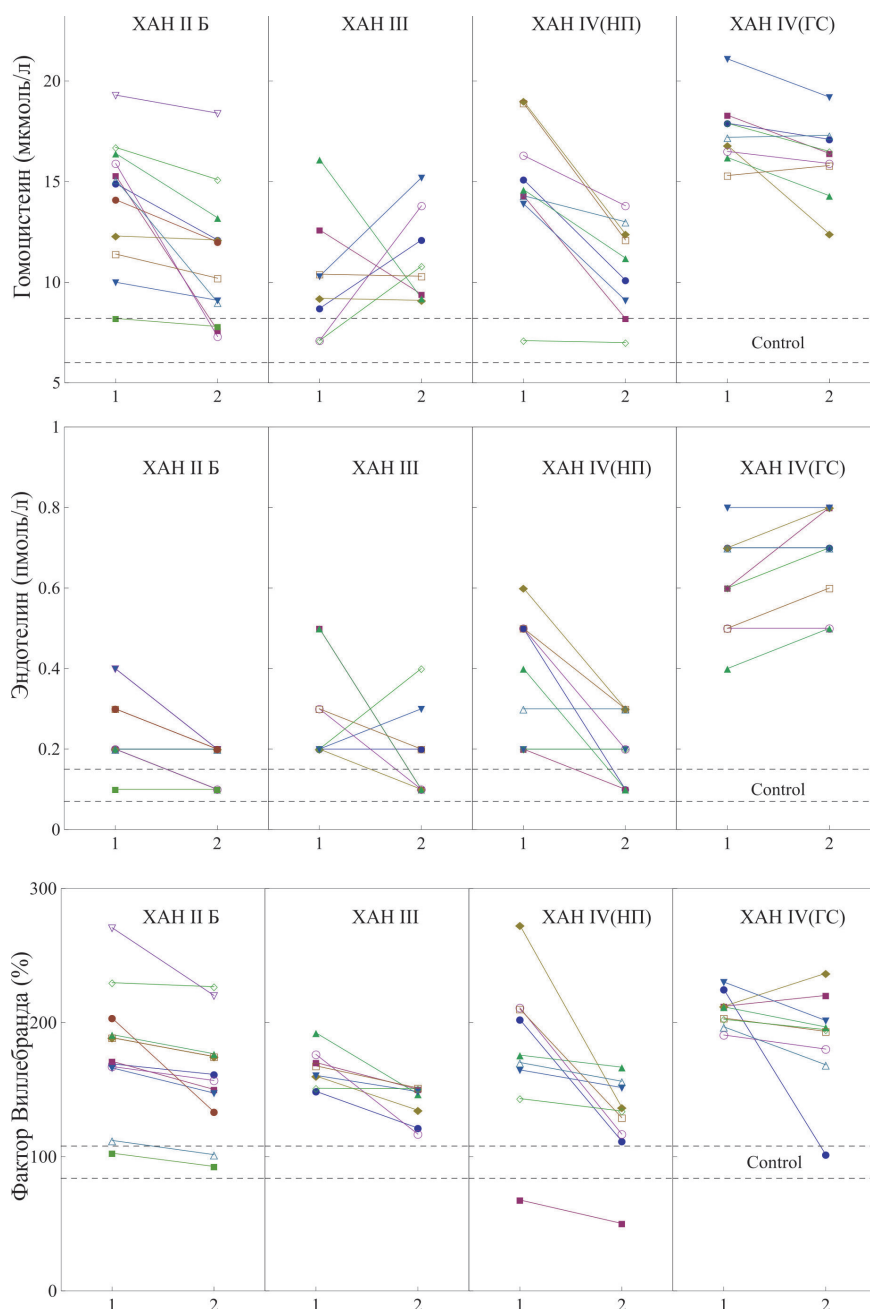 ХАН II Б ХАН III ХАН IV(НП) ХАН IV(ГС)
Гомоцистеин (мкмоль/л)
20
15
10
5
Control
1 2 1 2 1 2 1 2
ХАН II Б ХАН III ХАН IV(НП) ХАН IV(ГС)
Эндотелин (пмоль/л)
1
0.8
0.6
0.4
0.2
0
Control
1 2 1 2 1 2 1 2
ХАН II Б ХАН III ХАН IV(НП) ХАН IV(ГС)
Фактор Виллебранда (%)
300
200
100
0
Control
1 2 1 2 1 2 1 2